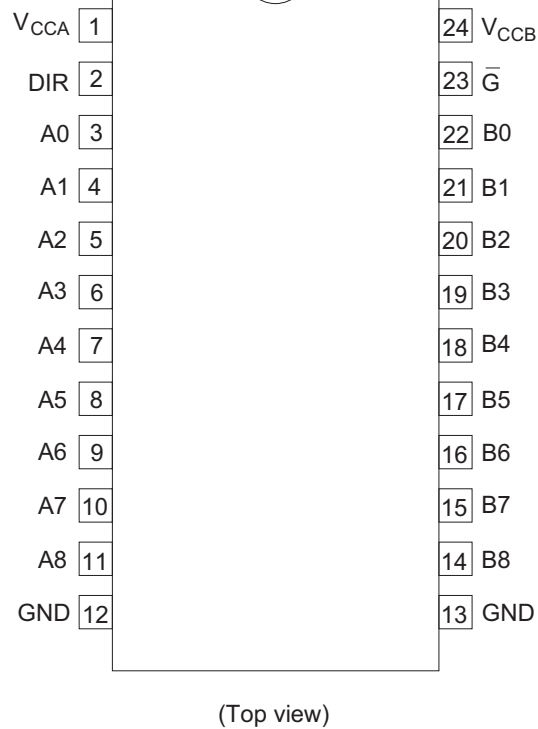 V CCA 1 24 V CCB
DIR 2 23 G̅
A0 3 22 B0
A1 4 21 B1
A2 5 20 B2
A3 6 19 B3
A4 7 18 B4
A5 8 17 B5
A6 9 16 B6
A7 10 15 B7
A8 11 14 B8
GND 12 13 GND
(Top view)